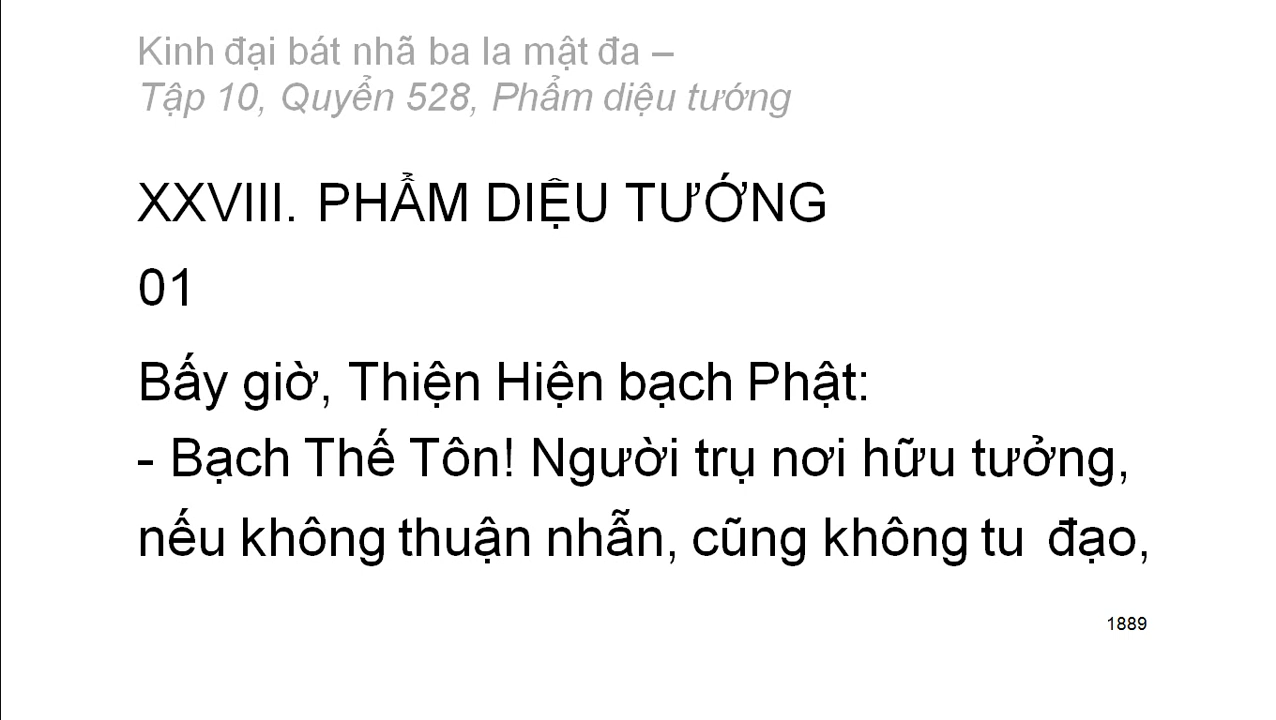 Kinh đại bát nhã ba la mật đa –
Tập 10, Quyển 528, Phẩm diệu tướng
XXVIII. PHẨM DIỆU TƯỚNG
01
Bấy giờ, Thiện Hiện bạch Phật:
- Bạch Thế Tôn! Người trụ nơi hữu tưởng,
nếu không thuận nhẫn, cũng không tu đạo,
1889